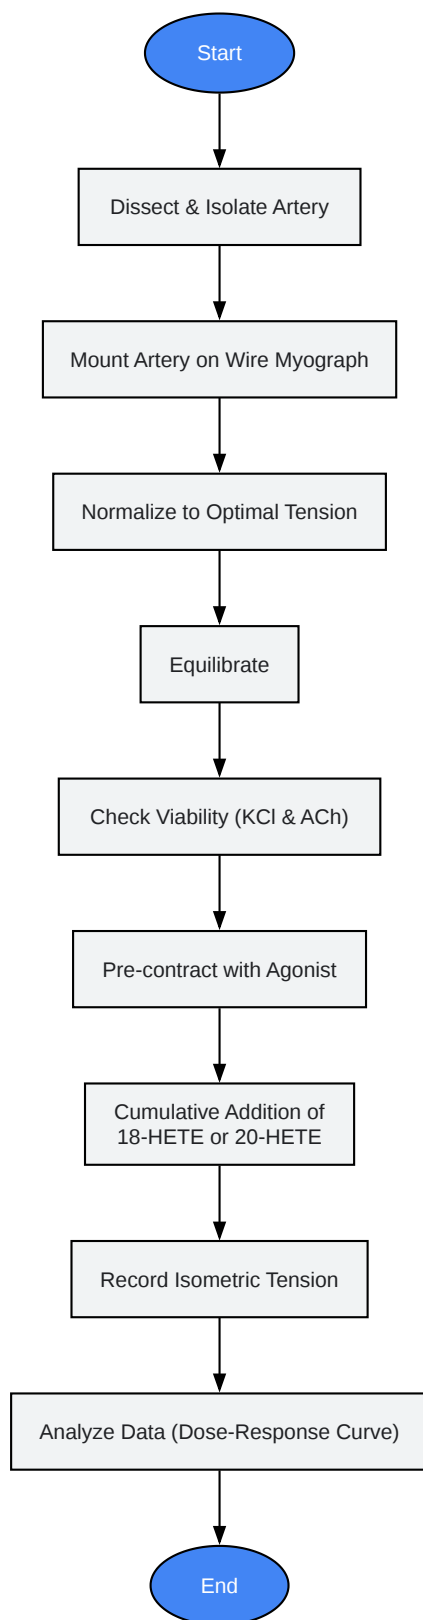 Start
Dissect & Isolate Artery
Mount Artery on Wire Myograph
Normalize to Optimal Tension
Equilibrate
Check Viability (KCl & ACh)
Pre-contract with Agonist
Cumulative Addition of
18-HETE or 20-HETE
Record Isometric Tension
Analyze Data (Dose-Response Curve)
End